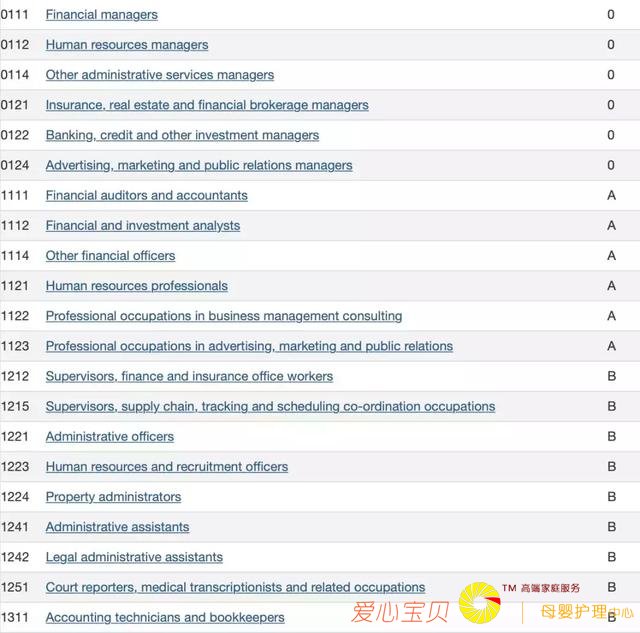 0111 Financial managers 0
0112 Human resources managers 0
0114 Other administrative services managers 0
0121 Insurance, real estate and financial brokerage managers 0
0122 Banking, credit and other investment managers 0
0124 Advertising, marketing and public relations managers 0
1111 Financial auditors and accountants A
1112 Financial and investment analysts A
1114 Other financial officers A
1121 Human resources professionals A
1122 Professional occupations in business management consulting A
1123 Professional occupations in advertising, marketing and public relations A
1212 Supervisors, finance and insurance office workers B
1215 Supervisors, supply chain, tracking and scheduling co-ordination occupations B
1221 Administrative officers B
1223 Human resources and recruitment officers B
1224 Property administrators B
1241 Administrative assistants B
1242 Legal administrative assistants B
1251 Court reporters, medical transcriptionists and related occupations B
TM 高端家庭服务
爱心宝贝 母婴护理中心
1311 Accounting technicians and bookkeepers B